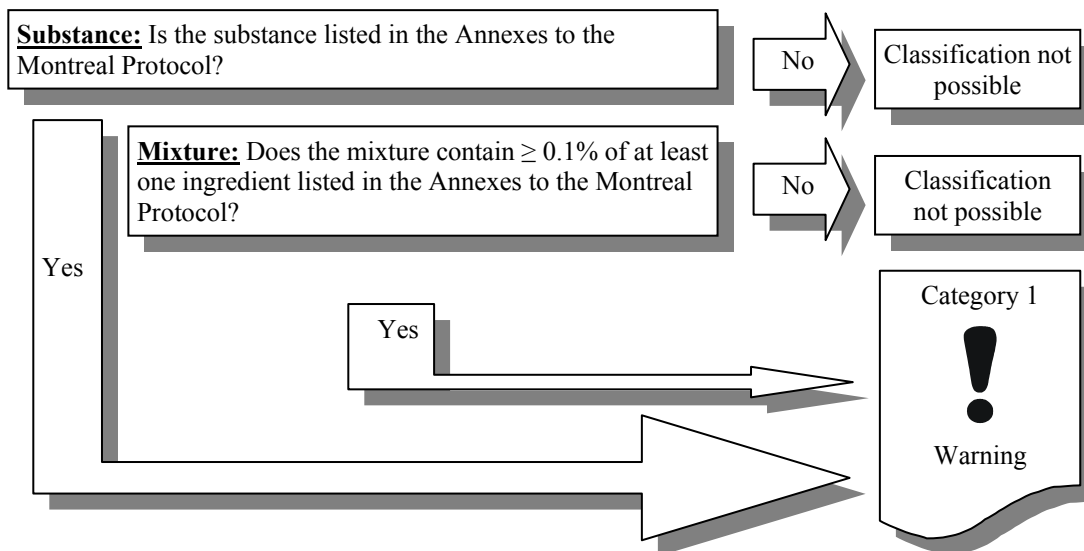 Substance: Is the substance listed in the Annexes to the
Montreal Protocol?
No
Classification not
possible
Mixture: Does the mixture contain ≥ 0.1% of at least
one ingredient listed in the Annexes to the Montreal
Protocol?
No
Classification
not possible
Yes
Yes
Category 1
!
Warning